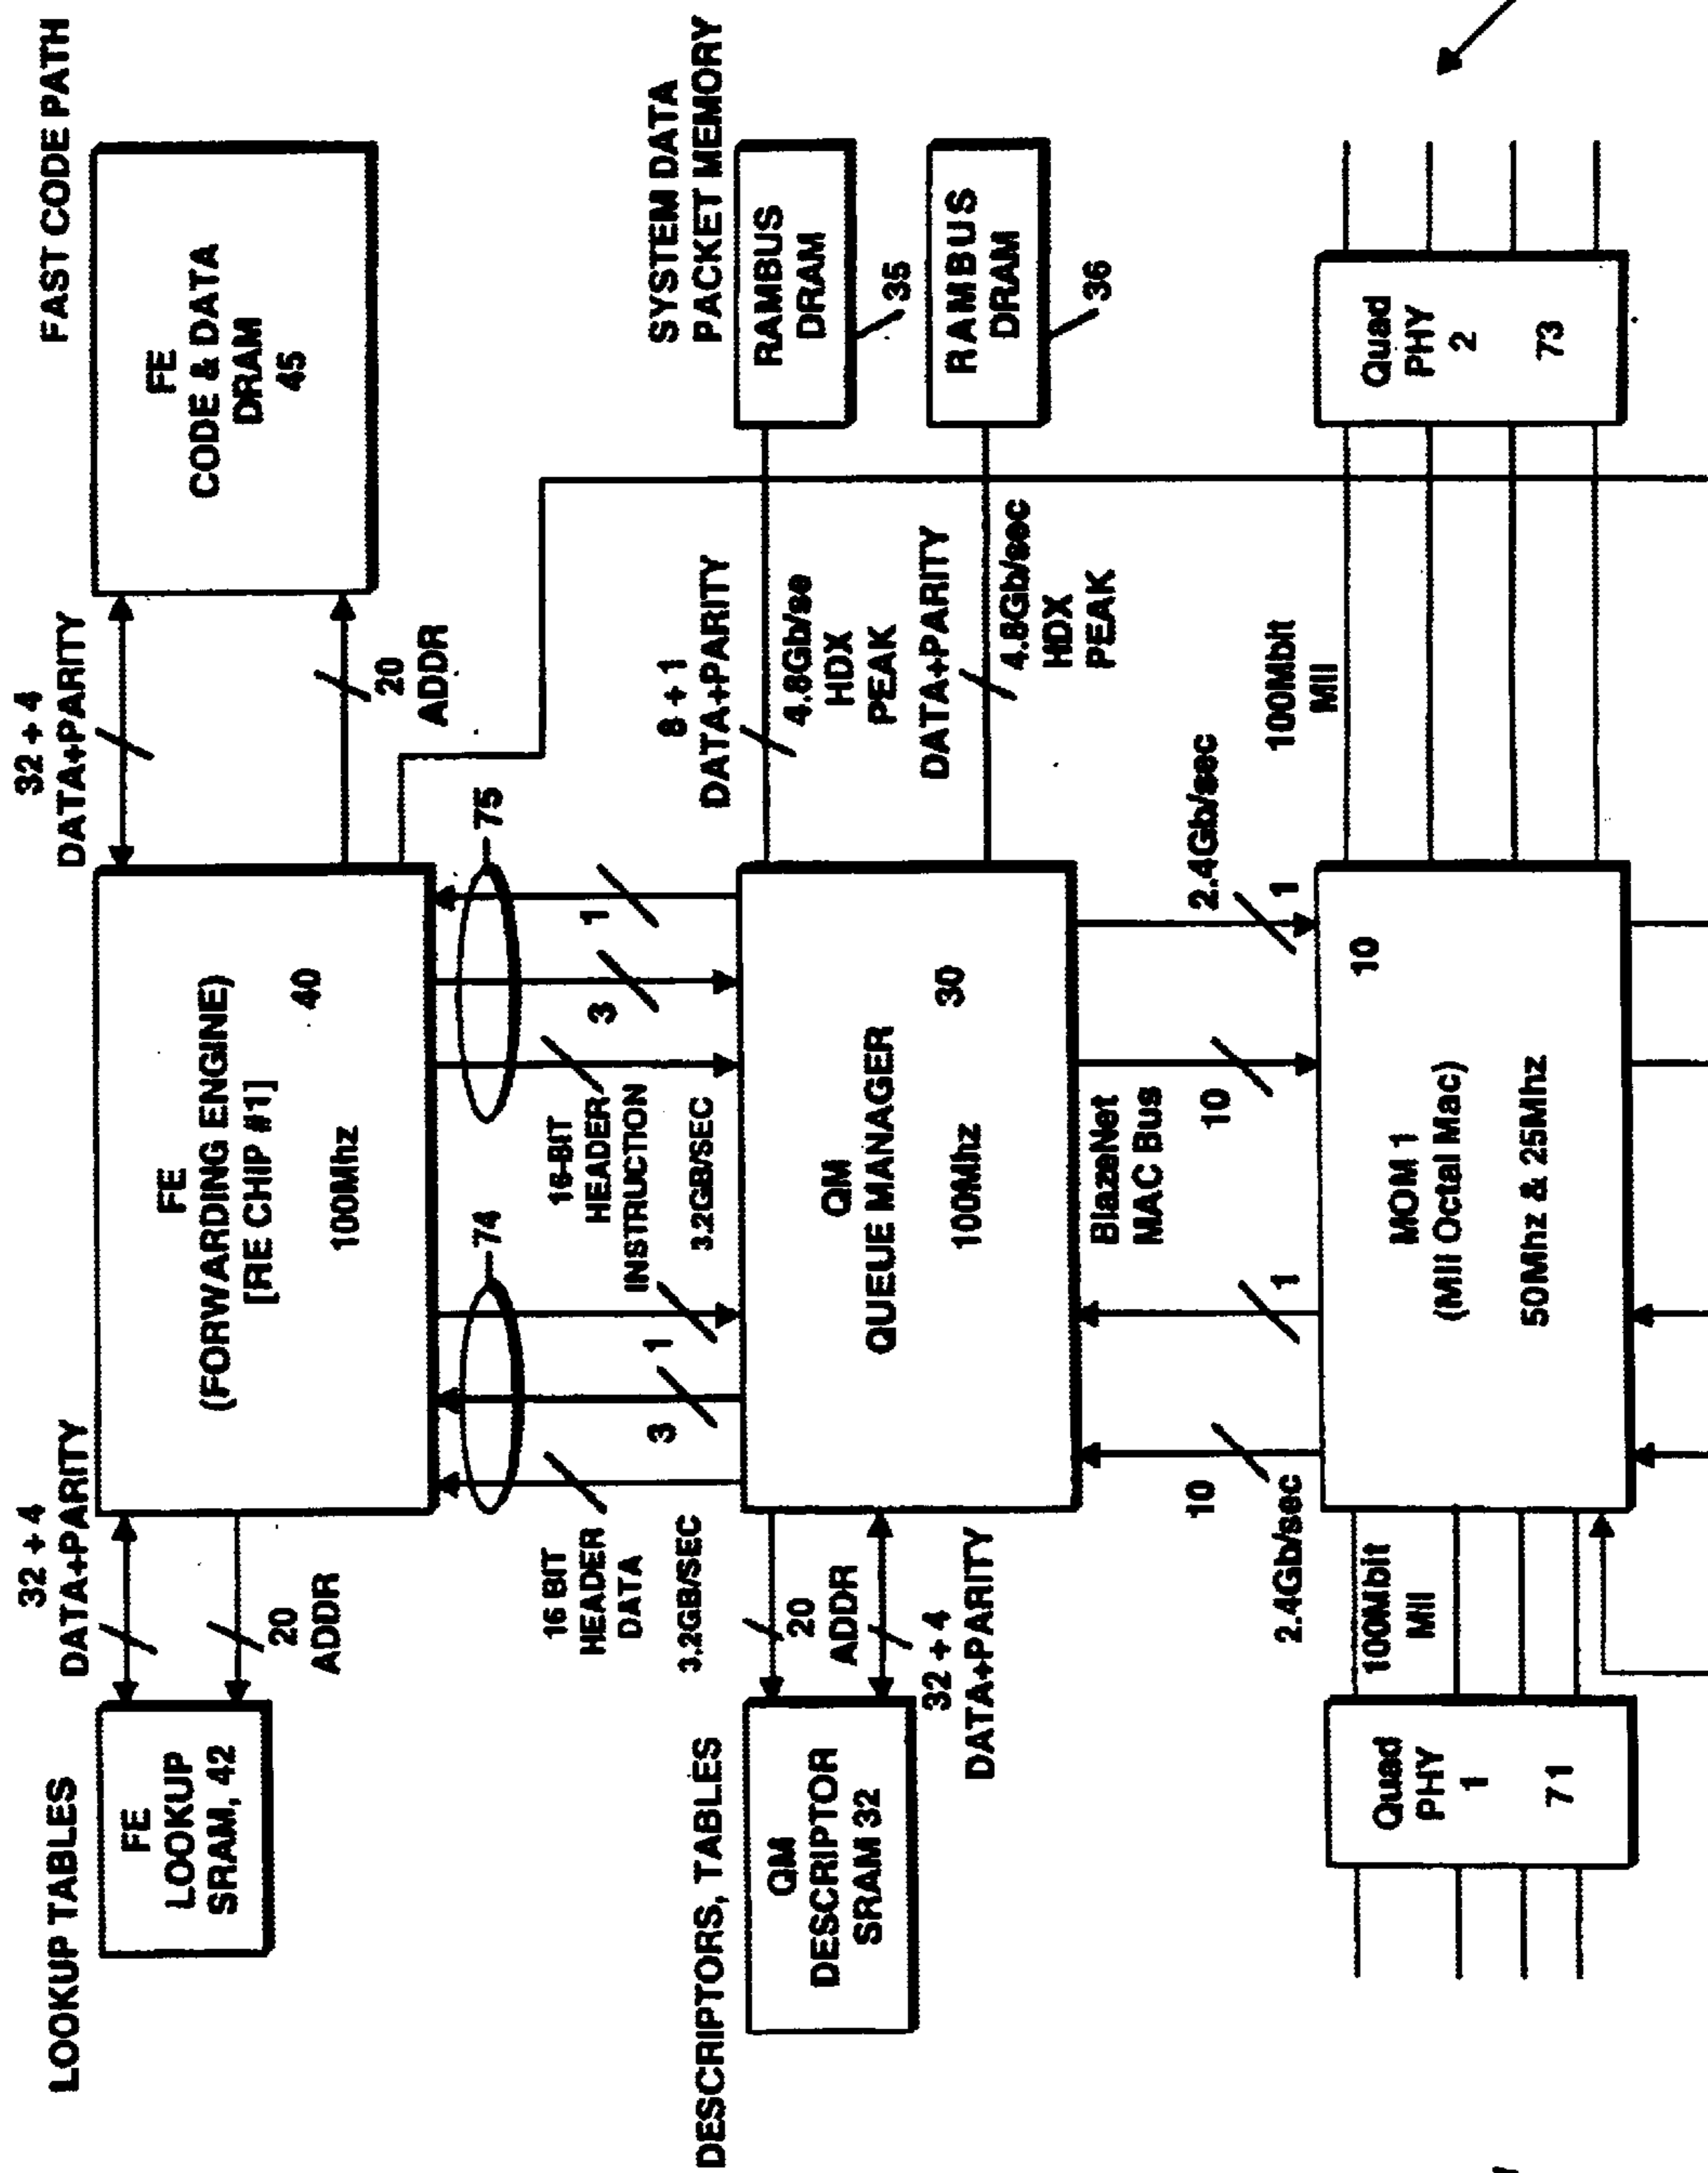 LOOKUP TABLES
FE
LOOKUP
SRAM, 42
32 + 4
DATA+PARITY
20
ADDR
FE
(FORWARDING ENGINE)
[RE CHIP #1]
40
100Mhz
32 + 4
DATA+PARITY
20
ADDR
FAST CODE PATH
FE
CODE & DATA
DRAM
45
74
75
16 BIT
HEADER
DATA
3.2GB/SEC
3
1
16-BIT
HEADER
INSTRUCTION
3.2GB/SEC
3
1
DESCRIPTORS, TABLES
QM
DESCRIPTOR
SRAM 32
20
ADDR
32 + 4
DATA+PARITY
QM
QUEUE MANAGER
30
100Mhz
8 + 1
DATA+PARITY
4.8Gb/se
HDX
PEAK
DATA+PARITY
4.8Gb/sec
HDX
PEAK
SYSTEM DATA
PACKET MEMORY
RAMBUS
DRAM
35
RAMBUS
DRAM
36
10
2.4Gb/sec
1
BlazeNet
MAC Bus
10
2.4Gb/sec
1
Quad
PHY
1
71
100Mbit
MII
MOM 1
(MII Octal Mac)
10
50Mhz & 25Mhz
100Mbit
MII
Quad
PHY
2
73